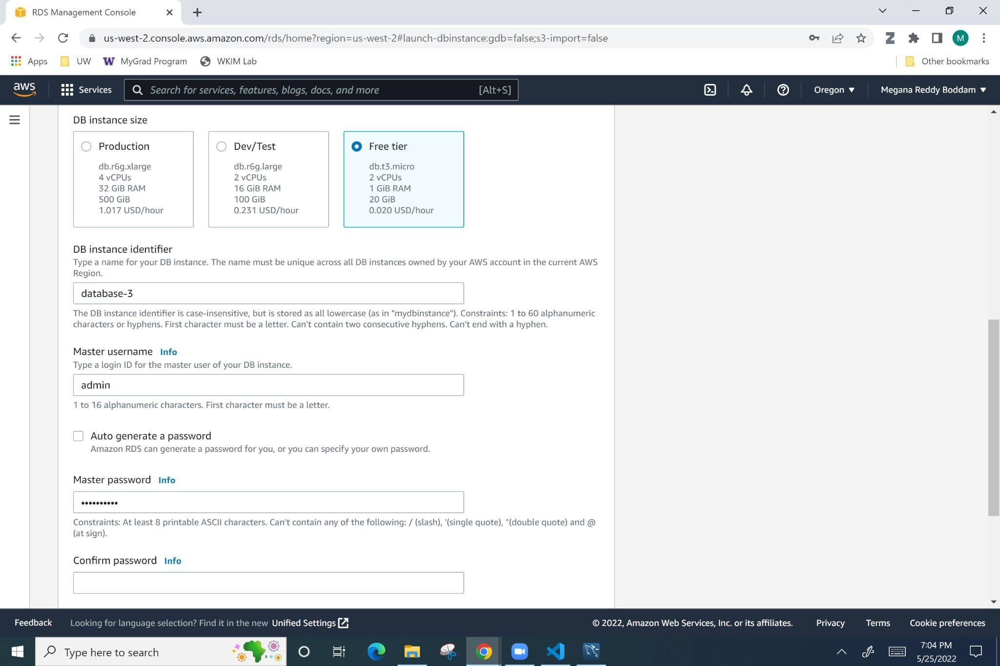 RDS Management Console
us-west-2.console.aws.amazon.com/rds/home?region=us-west-2#launch-dbinstance:gdb=false;s3-import=false
Z
M
Apps
UW
W MyGrad Program
WKIM Lab
Other bookmarks
aws
Services
Search for services, features, blogs, docs, and more
[Alt+S]
Oregon
Megana Reddy Boddam
DB instance size
Production
db.r6g.xlarge
4 vCPUs
32 GiB RAM
500 GiB
1.017 USD/hour
Dev/Test
db.r6g.large
2 vCPUs
16 GiB RAM
100 GiB
0.231 USD/hour
Free tier
db.t3.micro
2 vCPUs
1 GiB RAM
20 GiB
0.020 USD/hour
DB instance identifier
Type a name for your DB instance. The name must be unique across all DB instances owned by your AWS account in the current AWS
Region.
database-3
The DB instance identifier is case-insensitive, but is stored as all lowercase (as in "mydbinstance"). Constraints: 1 to 60 alphanumeric
characters or hyphens. First character must be a letter. Can't contain two consecutive hyphens. Can't end with a hyphen.
Master username Info
Type a login ID for the master user of your DB instance.
admin
1 to 16 alphanumeric characters. First character must be a letter.
Auto generate a password
Amazon RDS can generate a password for you, or you can specify your own password.
Master password Info
••••••••••
Constraints: At least 8 printable ASCII characters. Can't contain any of the following: / (slash), '(single quote), "(double quote) and @
(at sign).
Confirm password Info
Feedback
Looking for language selection? Find it in the new Unified Settings
© 2022, Amazon Web Services, Inc. or its affiliates.
Privacy
Terms
Cookie preferences
Type here to search
7:04 PM
5/25/2022